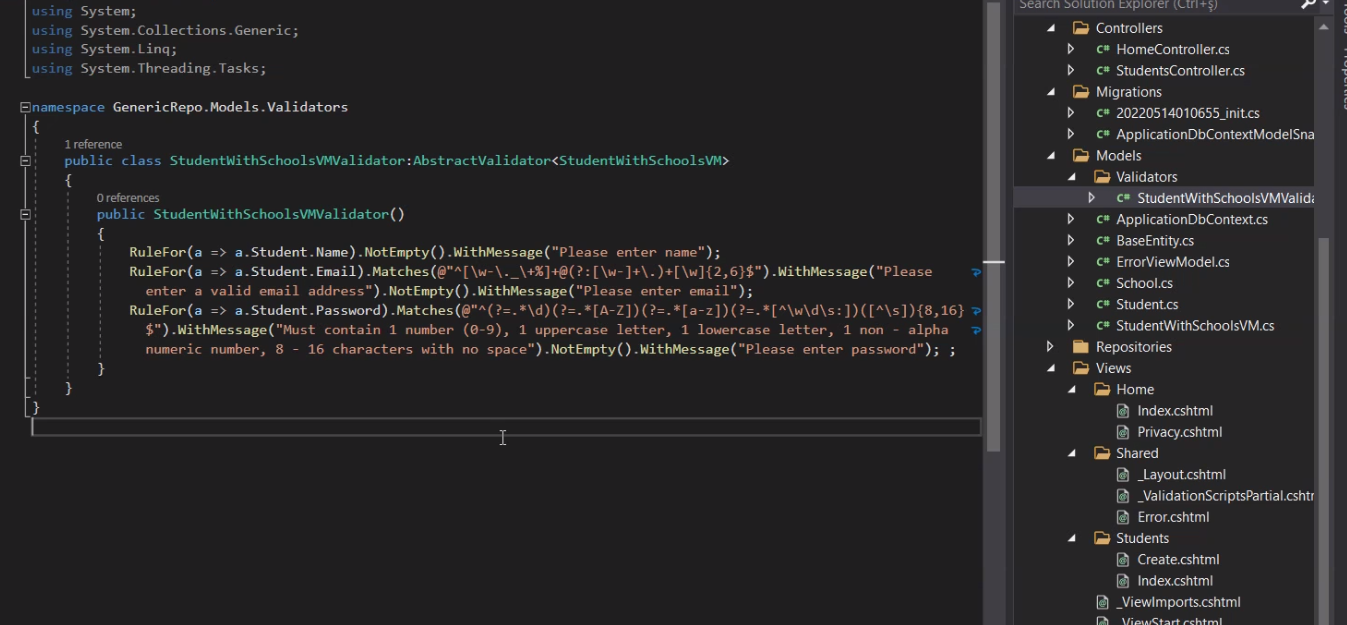 using System;
using System.Collections.Generic;
using System.Linq;
using System.Threading.Tasks;
namespace GenericRepo.Models.Validators
{
1 reference
public class StudentWithSchoolsVMValidator:AbstractValidator<StudentWithSchoolsVM>
{
0 references
public StudentWithSchoolsVMValidator()
{
RuleFor(a => a.Student.Name).NotEmpty().WithMessage("Please enter name");
RuleFor(a => a.Student.Email).Matches(@"^[\w-\._\+%]+@(?:[\w-]+\.)+[\w]{2,6}$").WithMessage("Please
enter a valid email address").NotEmpty().WithMessage("Please enter email");
RuleFor(a => a.Student.Password).Matches(@"^(?=.*\d)(?=.*[A-Z])(?=.*[a-z])(?=.*[^\w\d\s:])([^\s]){8,16}
$").WithMessage("Must contain 1 number (0-9), 1 uppercase letter, 1 lowercase letter, 1 non - alpha
numeric number, 8 - 16 characters with no space").NotEmpty().WithMessage("Please enter password"); ;
}
}
}
Search Solution Explorer (Ctrl+ş)
Controllers
C# HomeController.cs
C# StudentsController.cs
Migrations
C# 20220514010655_init.cs
C# ApplicationDbContextModelSna
Models
Validators
C# StudentWithSchoolsVMValida
C# ApplicationDbContext.cs
C# BaseEntity.cs
C# ErrorViewModel.cs
C# School.cs
C# Student.cs
C# StudentWithSchoolsVM.cs
Repositories
Views
Home
Index.cshtml
Privacy.cshtml
Shared
_Layout.cshtml
_ValidationScriptsPartial.cshtm
Error.cshtml
Students
Create.cshtml
Index.cshtml
_ViewImports.cshtml
_ViewStart.cshtml